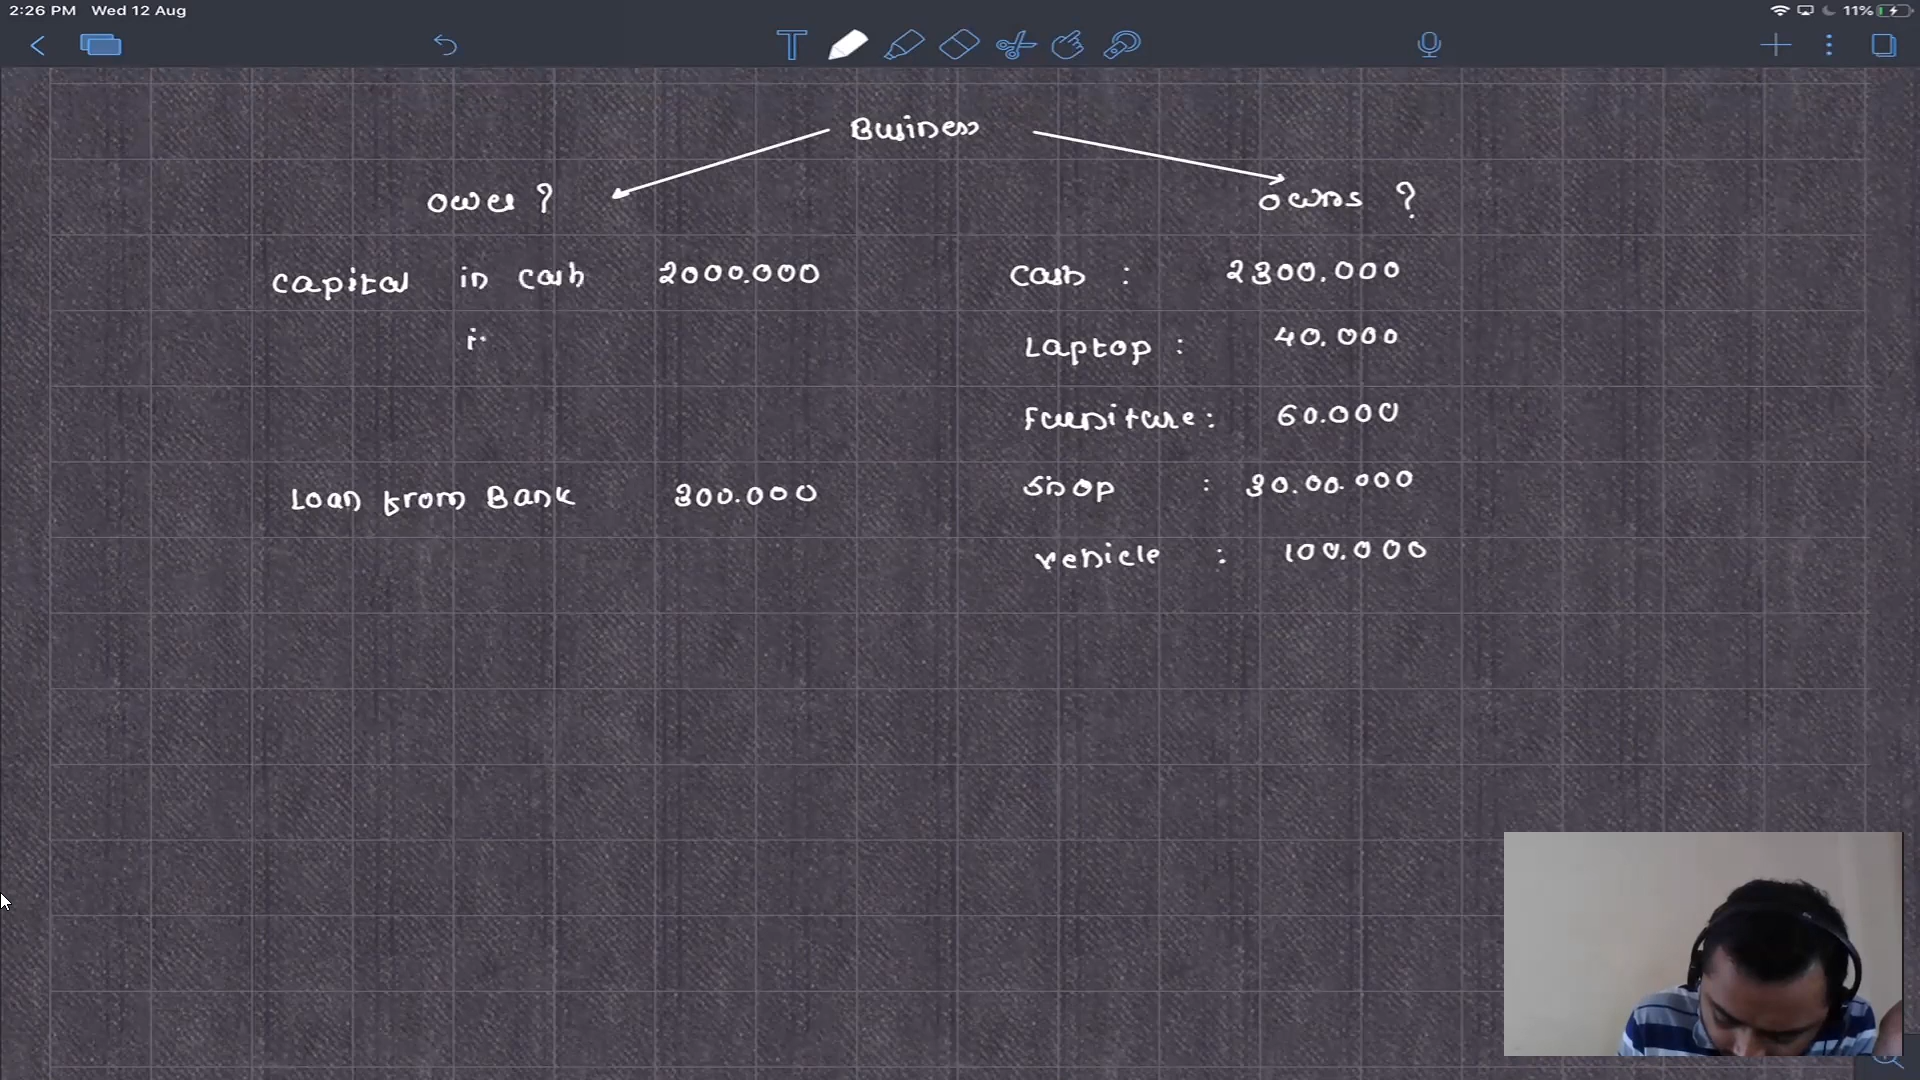 2:26 PM Wed 12 Aug
11%
Business
owes ?
owns ?
capital in cash 2000.000
cash : 2300.000
i.
Laptop : 40.000
Furniture : 60.000
Loan from Bank 300.000
shop : 30.00.000
vehicle : 100.000